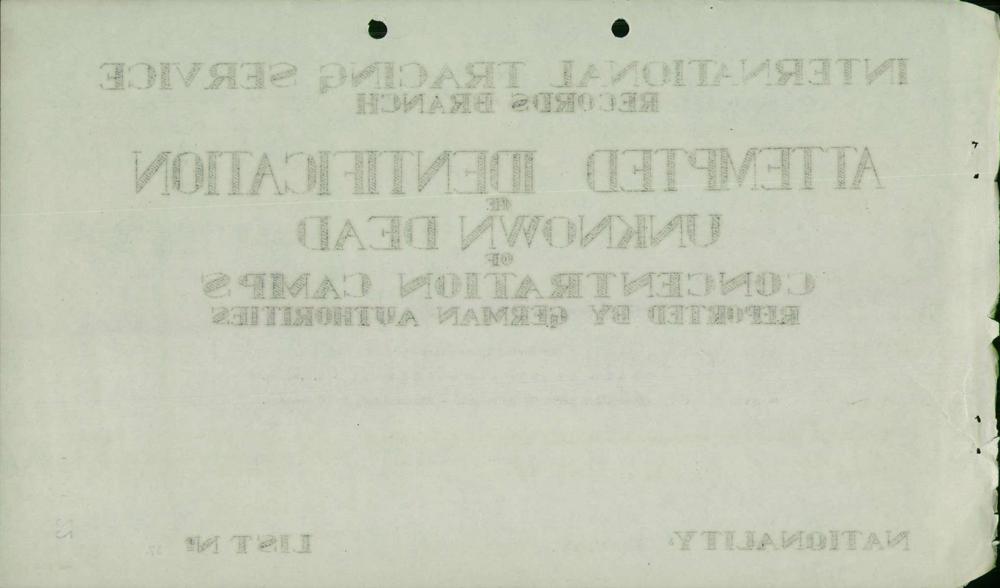 INTERNATIONAL TRACING SERVICE
RECORDS BRANCH
ATTEMPTED IDENTIFICATION
OF
UNKNOWN DEAD
OF
CONCENTRATION CAMPS
REPORTED BY GERMAN AUTHORITIES
NATIONALITY: LIST Nº